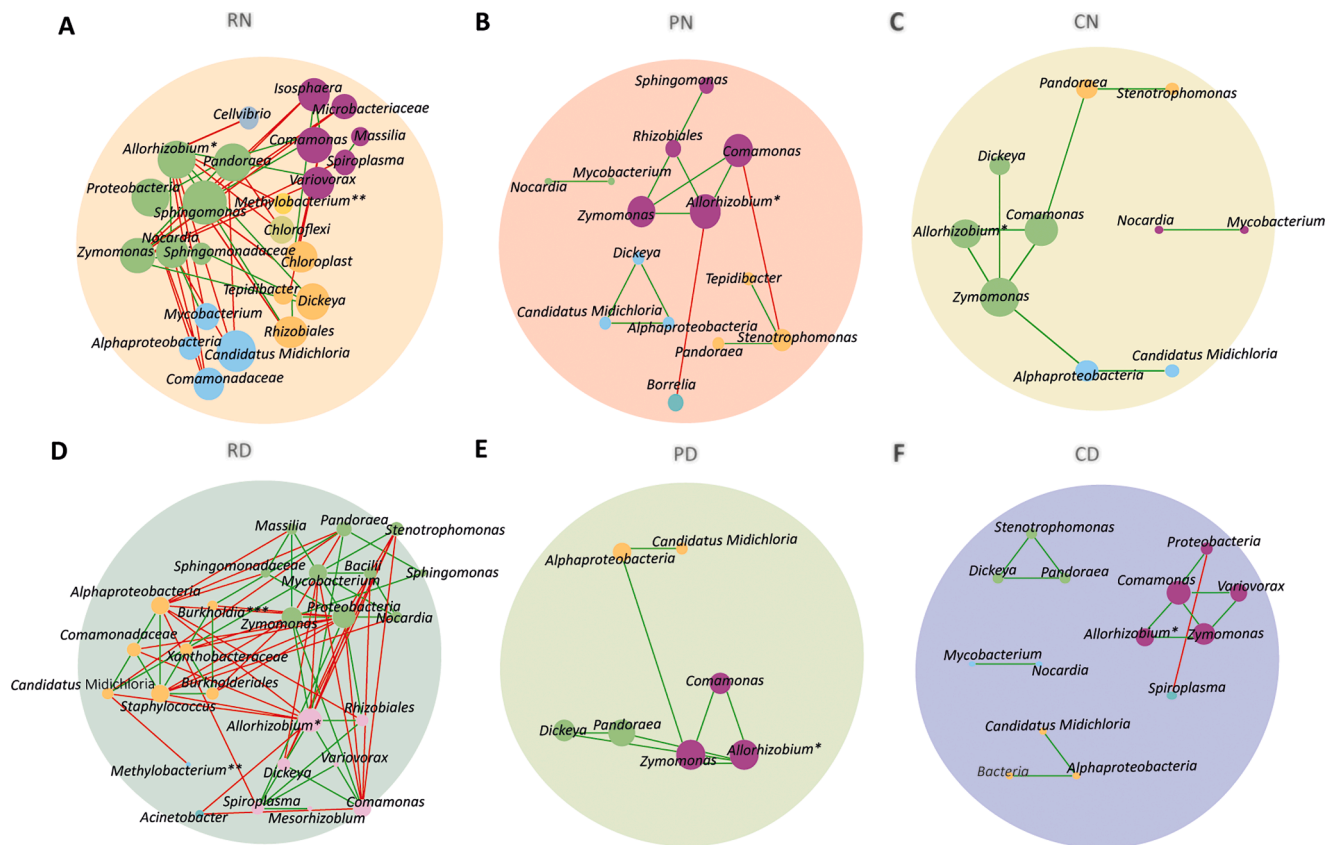 A
RN
Isosphaera
Microbacteriaceae
Cellvibrio
Comamonas
Massilia
Allorhizobium*
Pandoraea
Spiroplasma
Variovorax
Proteobacteria
Methylobacterium**
Sphingomonas
Chloroflexi
Nocardia
Zymomonas
Sphingomonadaceae
Chloroplast
Tepidibacter
Dickeya
Mycobacterium
Rhizobiales
Alphaproteobacteria
Candidatus Midichloria
Comamonadaceae
B
PN
Sphingomonas
Rhizobiales
Comamonas
Mycobacterium
Nocardia
Zymomonas
Allorhizobium*
Dickeya
Tepidibacter
Candidatus Midichloria
Alphaproteobacteria
Stenotrophomonas
Pandoraea
Borrelia
C
CN
Pandoraea
Stenotrophomonas
Dickeya
Comamonas
Nocardia
Mycobacterium
Allorhizobium*
Zymomonas
Candidatus Midichloria
Alphaproteobacteria
D
RD
Massilia
Pandoraea
Stenotrophomonas
Sphingomonadaceae
Bacilli
Sphingomonas
Mycobacterium
Alphaproteobacteria
Burkholdia***
Proteobacteria
Zymomonas
Nocardia
Comamonadaceae
Xanthobacteraceae
Candidatus Midichloria
Burkholderiales
Staphylococcus
Rhizobiales
Allorhizobium*
Methylobacterium**
Dickeya
Variovorax
Spiroplasma
Comamonas
Acinetobacter
Mesorhizoblum
E
PD
Candidatus Midichloria
Alphaproteobacteria
Comamonas
Dickeya
Pandoraea
Zymomonas
Allorhizobium*
F
CD
Stenotrophomonas
Proteobacteria
Dickeya
Pandoraea
Comamonas
Variovorax
Allorhizobium*
Zymomonas
Mycobacterium
Nocardia
Spiroplasma
Candidatus Midichloria
Bacteria
Alphaproteobacteria